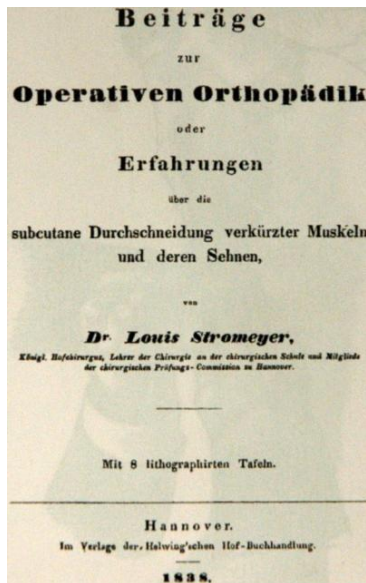 Beiträge
zur
Operativen Orthopädik
oder
Erfahrungen
über die
subcutane Durchschneidung verkürzter Muskeln
und deren Sehnen,
von
Dr. Louis Stromeyer,
Königl. Hofchirurgus, Lehrer der Chirurgie an der chirurgischen Schule und Mitgliede
der chirurgischen Prüfungs-Commission zu Hannover.
Mit 8 lithographirten Tafeln.
Hannover.
Im Verlage der Helwing'schen Hof-Buchhandlung.
1838.